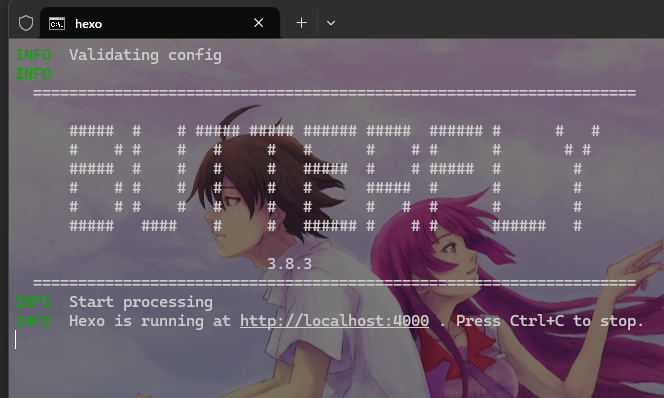 hexo
INFO  Validating config
INFO
===================================================================
#####  #    # ##### ##### ###### #####  ###### #      #   #
#    # #    #   #     #   #      #    # #      #       # #
#####  #    #   #     #   #####  #    # #####  #        #
#    # #    #   #     #   #      #####  #      #        #
#    # #    #   #     #   #      #   #  #      #        #
#####   ####    #     #   ###### #    # #      ######   #
3.8.3
===================================================================
INFO  Start processing
INFO  Hexo is running at http://localhost:4000 . Press Ctrl+C to stop.